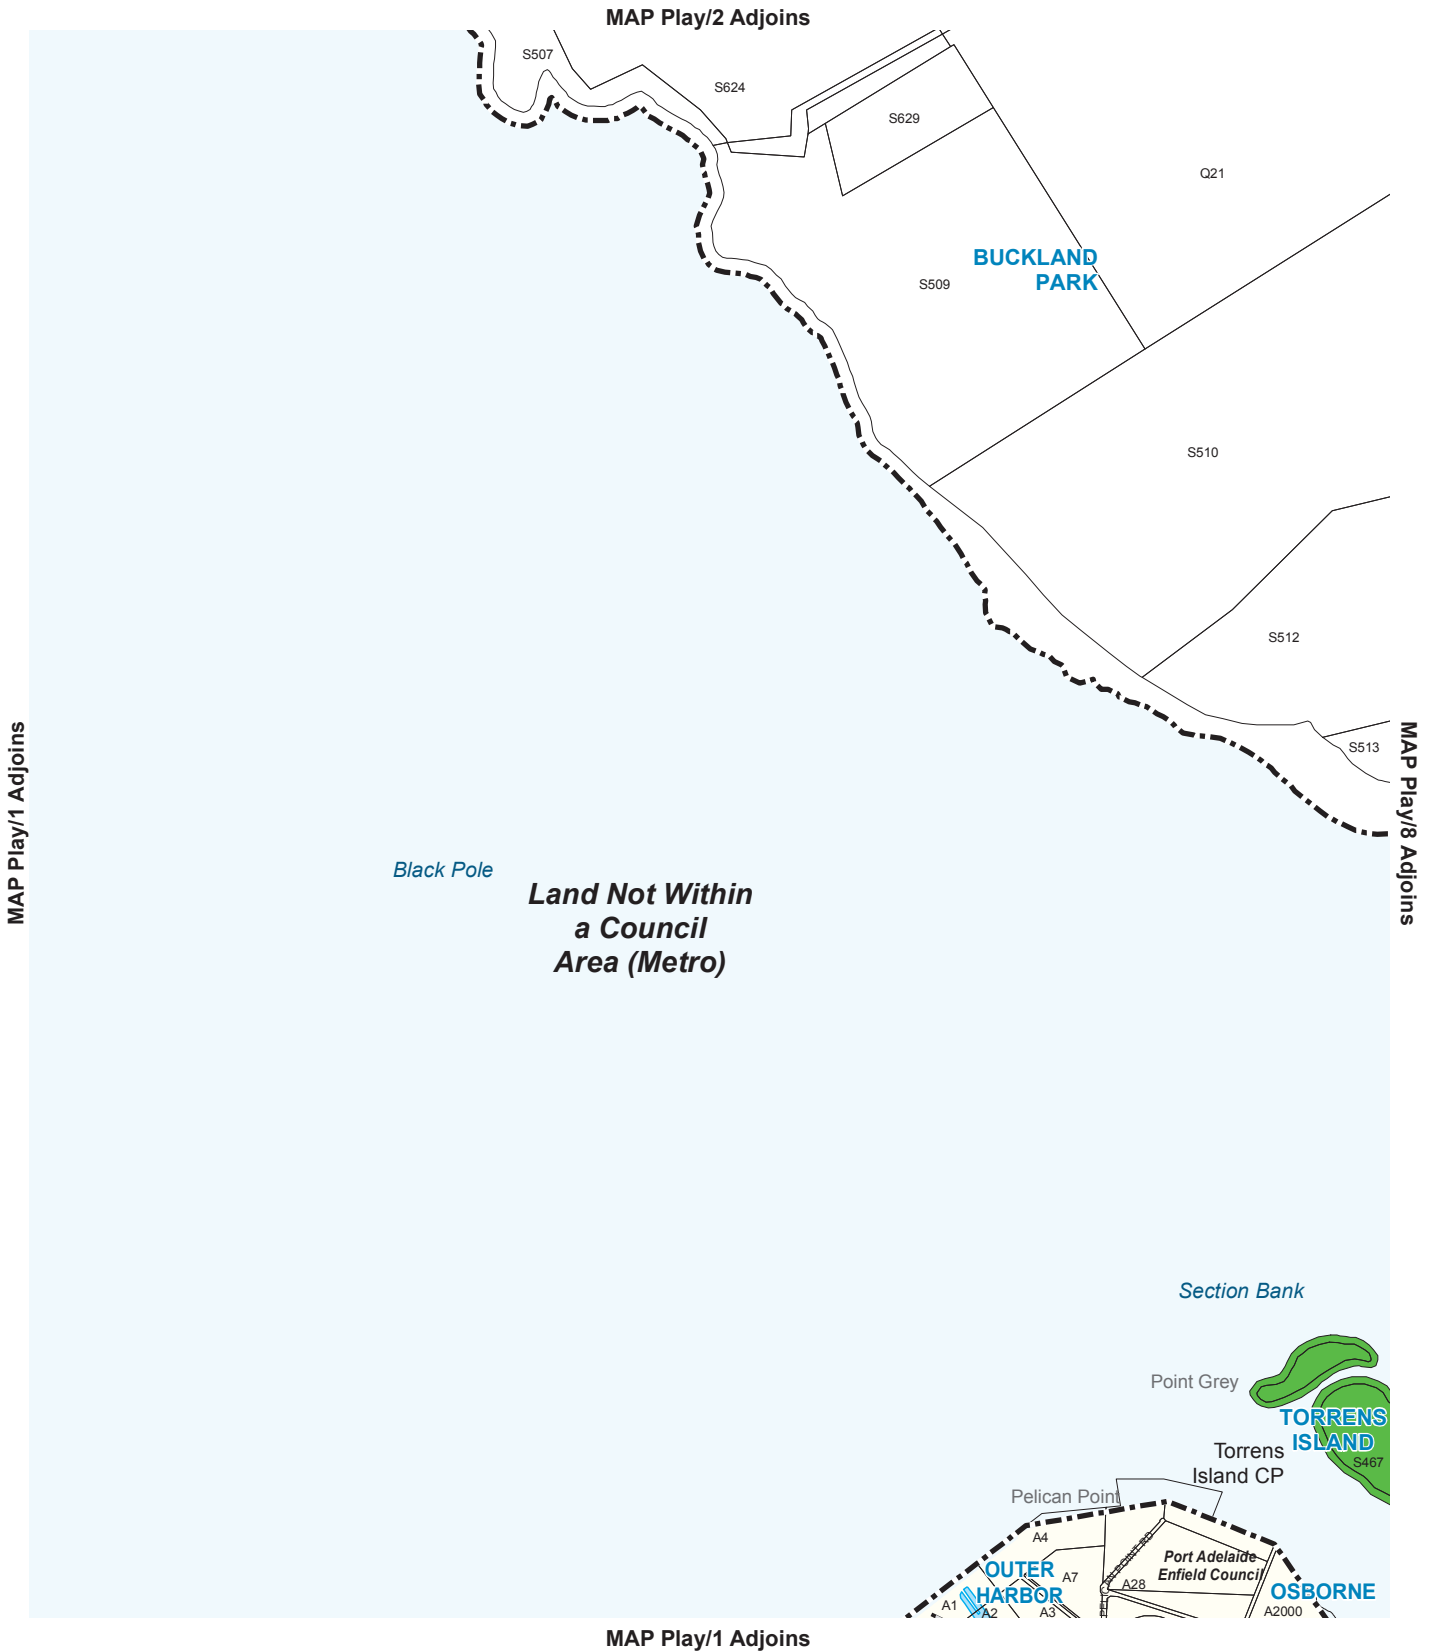 MAP Play/2 Adjoins
S507
S624
S629
Q21
BUCKLAND
PARK
S509
S510
S512
S513
MAP Play/1 Adjoins
MAP Play/8 Adjoins
Black Pole
Land Not Within
a Council
Area (Metro)
Section Bank
Point Grey
TORRENS
ISLAND
S467
Torrens
Island CP
Pelican Point
A4
Port Adelaide
Enfield Council
OUTER
HARBOR
A7
A28
POINT RD
OSBORNE
A1
A2
A3
A2000
MAP Play/1 Adjoins